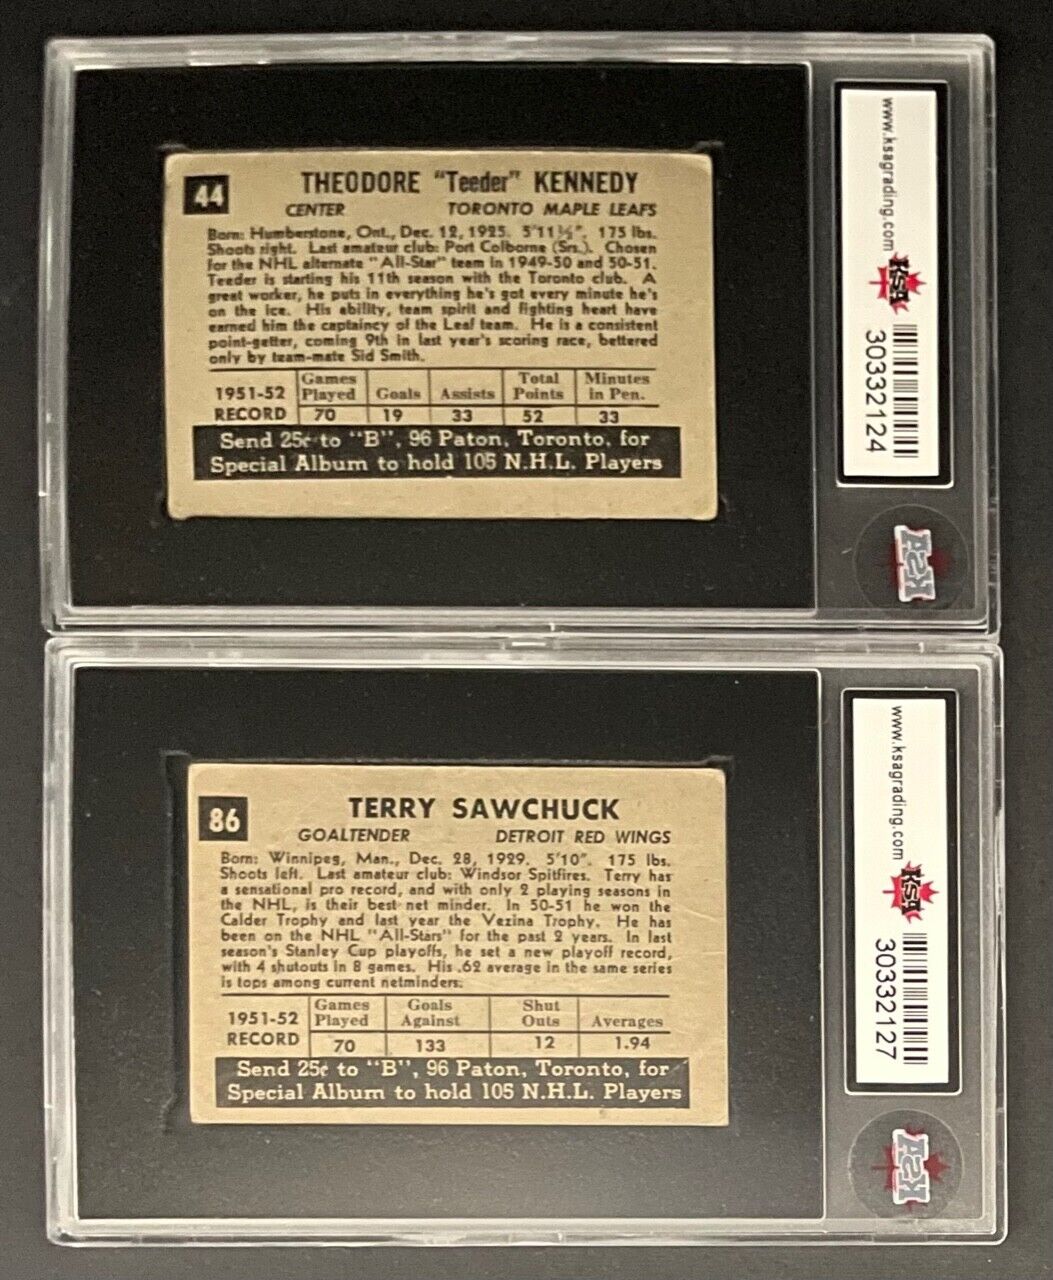 44
THEODORE "Teeder" KENNEDY
CENTER TORONTO MAPLE LEAFS
Born: Humberstone, Ont., Dec. 12, 1925. 5'11½". 175 lbs.
Shoots right. Last amateur club: Port Colborne (Srs.). Chosen
for the NHL alternate "All-Star" team in 1949-50 and 50-51.
Teeder is starting his 11th season with the Toronto club. A
great worker, he puts in everything he's got every minute he's
on the ice. His ability, team spirit and fighting heart have
earned him the captaincy of the Leaf team. He is a consistent
point-getter, coming 9th in last year's scoring race, bettered
only by team-mate Sid Smith.
1951-52 RECORD
Games Played Goals Assists Total Points Minutes in Pen.
70 19 33 52 33
Send 25¢ to "B", 96 Paton, Toronto, for
Special Album to hold 105 N.H.L. Players
www.ksagrading.com
KSA
30332124
KSA
86
TERRY SAWCHUCK
GOALTENDER DETROIT RED WINGS
Born: Winnipeg, Man., Dec. 28, 1929. 5'10". 175 lbs.
Shoots left. Last amateur club: Windsor Spitfires. Terry has
a sensational pro record, and with only 2 playing seasons in
the NHL, is their best net minder. In 50-51 he won the
Calder Trophy and last year the Vezina Trophy. He has
been on the NHL "All-Stars" for the past 2 years. In last
season's Stanley Cup playoffs, he set a new playoff record,
with 4 shutouts in 8 games. His .62 average in the same series
is tops among current netminders.
1951-52 RECORD
Games Played Goals Against Shut Outs Averages
70 133 12 1.94
Send 25¢ to "B", 96 Paton, Toronto, for
Special Album to hold 105 N.H.L. Players
www.ksagrading.com
KSA
30332127
KSA